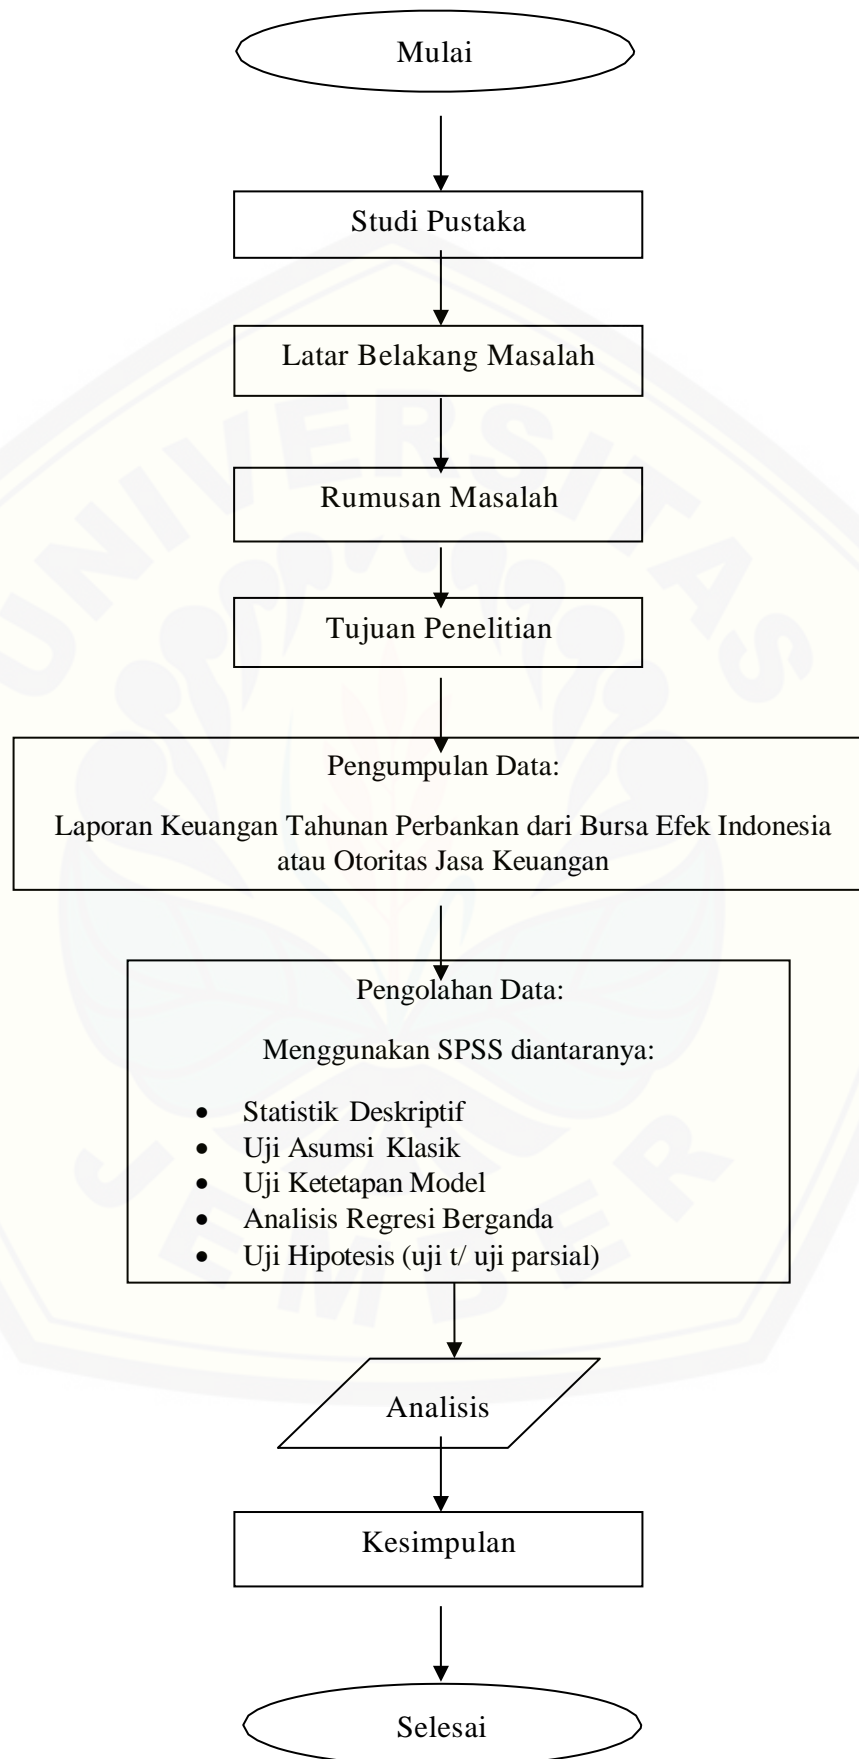 Mulai
Studi Pustaka
Latar Belakang Masalah
Rumusan Masalah
Tujuan Penelitian
Pengumpulan Data:
Laporan Keuangan Tahunan Perbankan dari Bursa Efek Indonesia
atau Otoritas Jasa Keuangan
Pengolahan Data:
Menggunakan SPSS diantaranya:
• Statistik Deskriptif
• Uji Asumsi Klasik
• Uji Ketetapan Model
• Analisis Regresi Berganda
• Uji Hipotesis (uji t/ uji parsial)
Analisis
Kesimpulan
Selesai
UNIVERSITAS
JEMBER